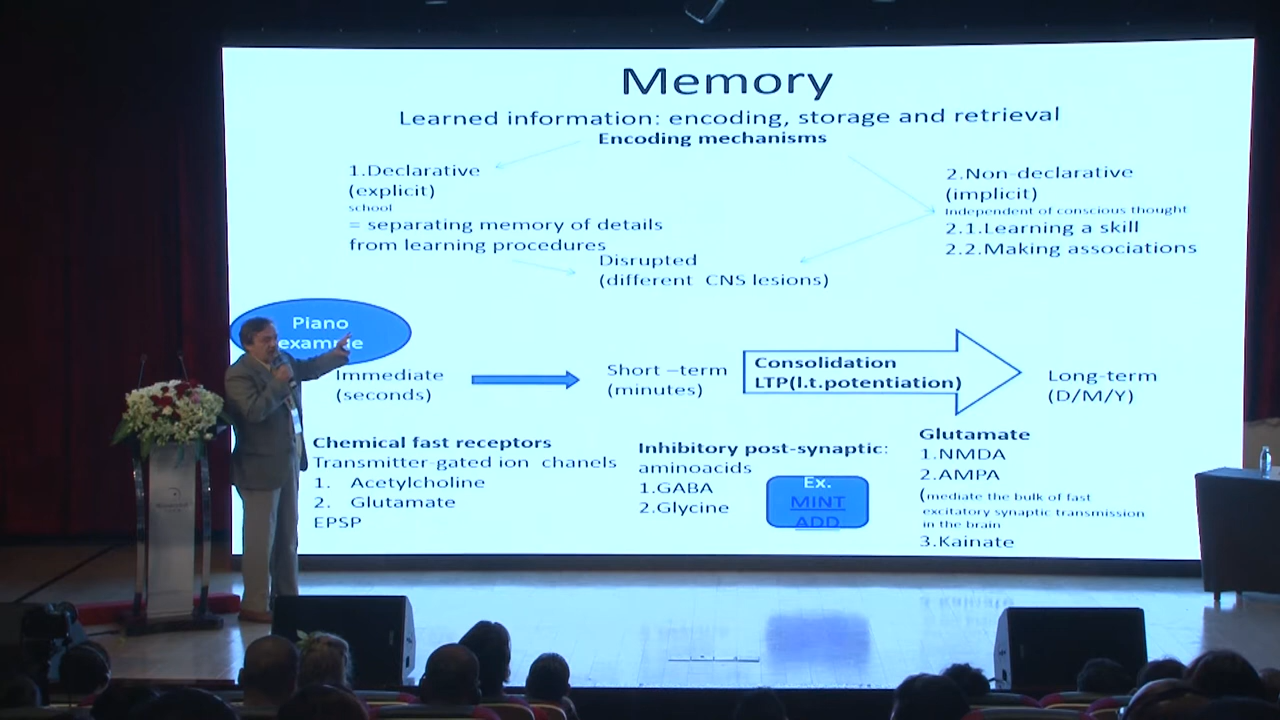 Memory
Learned information: encoding, storage and retrieval
Encoding mechanisms
1.Declarative
(explicit)
school
= separating memory of details
from learning procedures
2.Non-declarative
(implicit)
Independent of conscious thought
2.1.Learning a skill
2.2.Making associations
Disrupted
(different CNS lesions)
Piano
example
Immediate
(seconds)
Short –term
(minutes)
Consolidation
LTP(l.t.potentiation)
Long-term
(D/M/Y)
Chemical fast receptors
Transmitter-gated ion chanels
1. Acetylcholine
2. Glutamate
EPSP
Inhibitory post-synaptic:
aminoacids
1.GABA
2.Glycine
Ex.
MINT
ADD
Glutamate
1.NMDA
2.AMPA
(mediate the bulk of fast
excitatory synaptic transmission
in the brain
3.Kainate